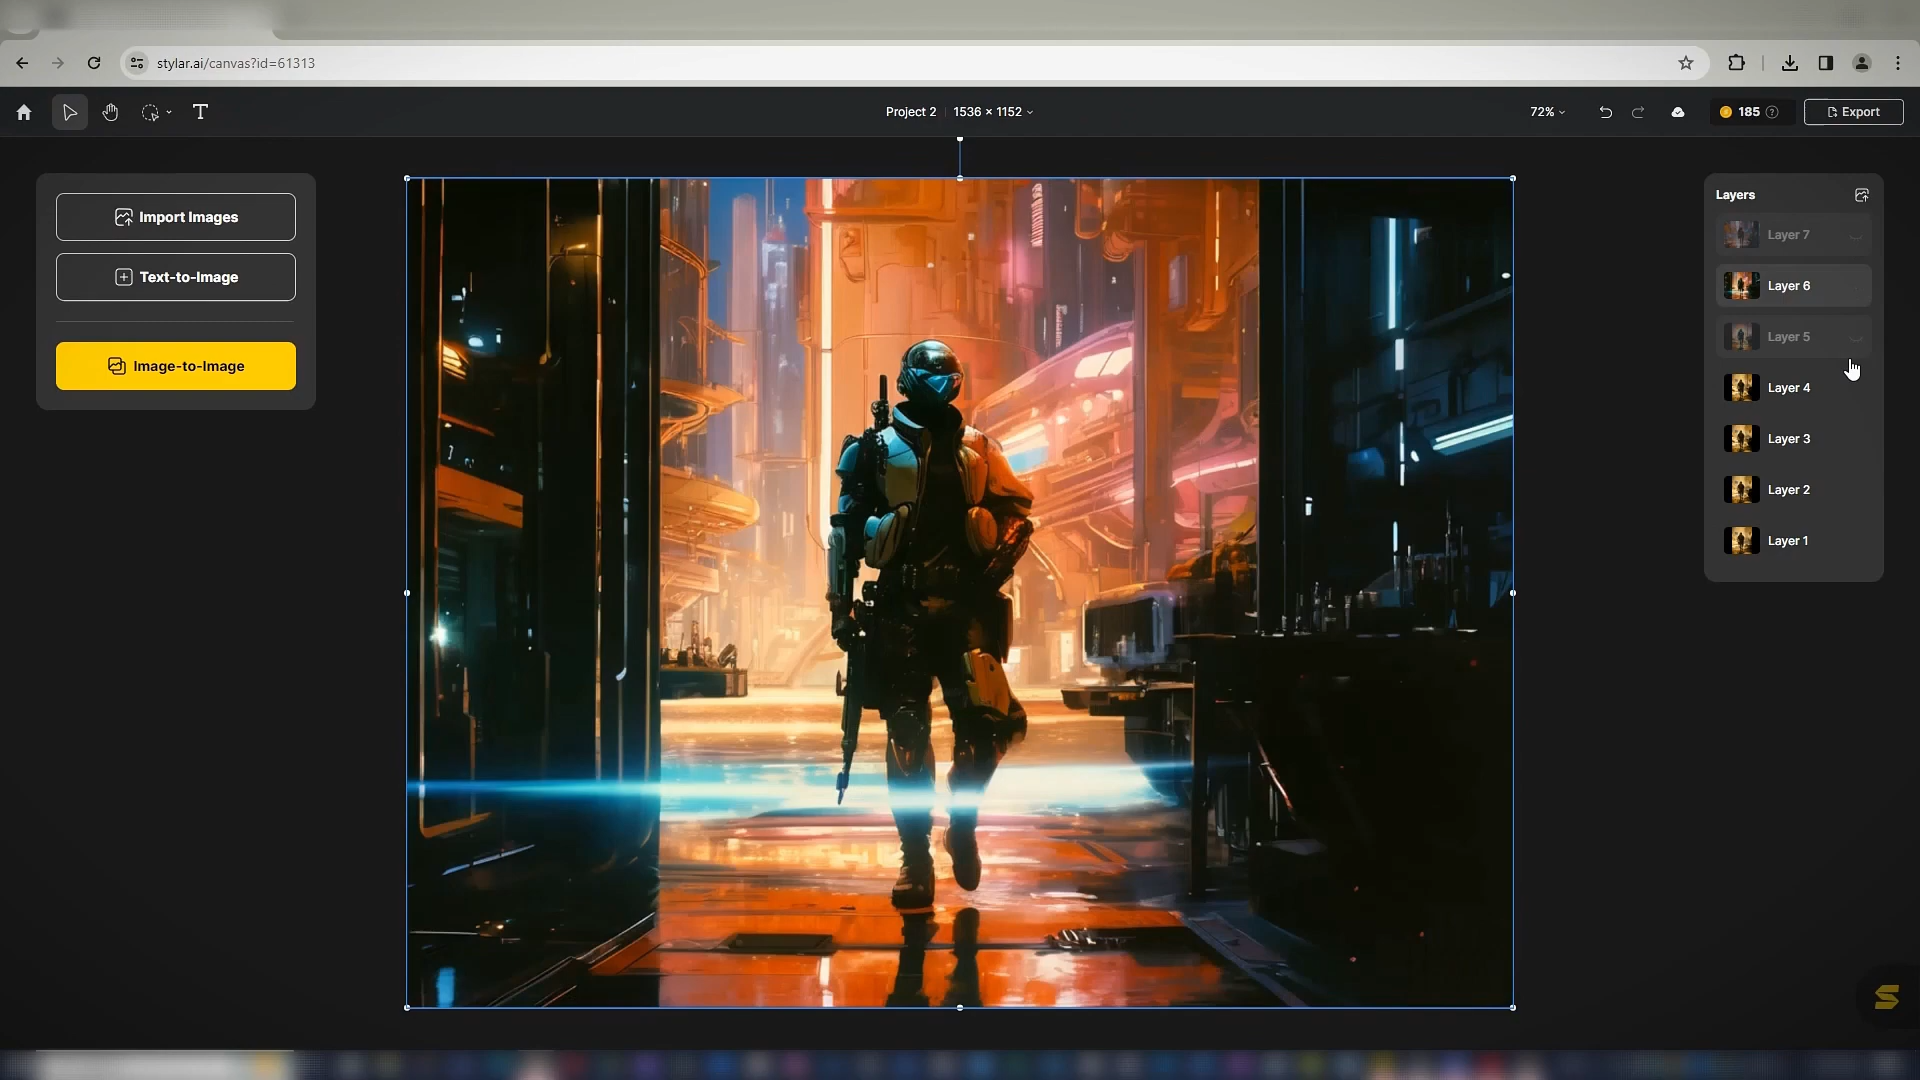 stylar.ai/canvas?id=61313
T
Project 2
1536 × 1152
72%
185
Export
Import Images
Text-to-Image
Image-to-Image
Layers
Layer 7
Layer 6
Layer 5
Layer 4
Layer 3
Layer 2
Layer 1